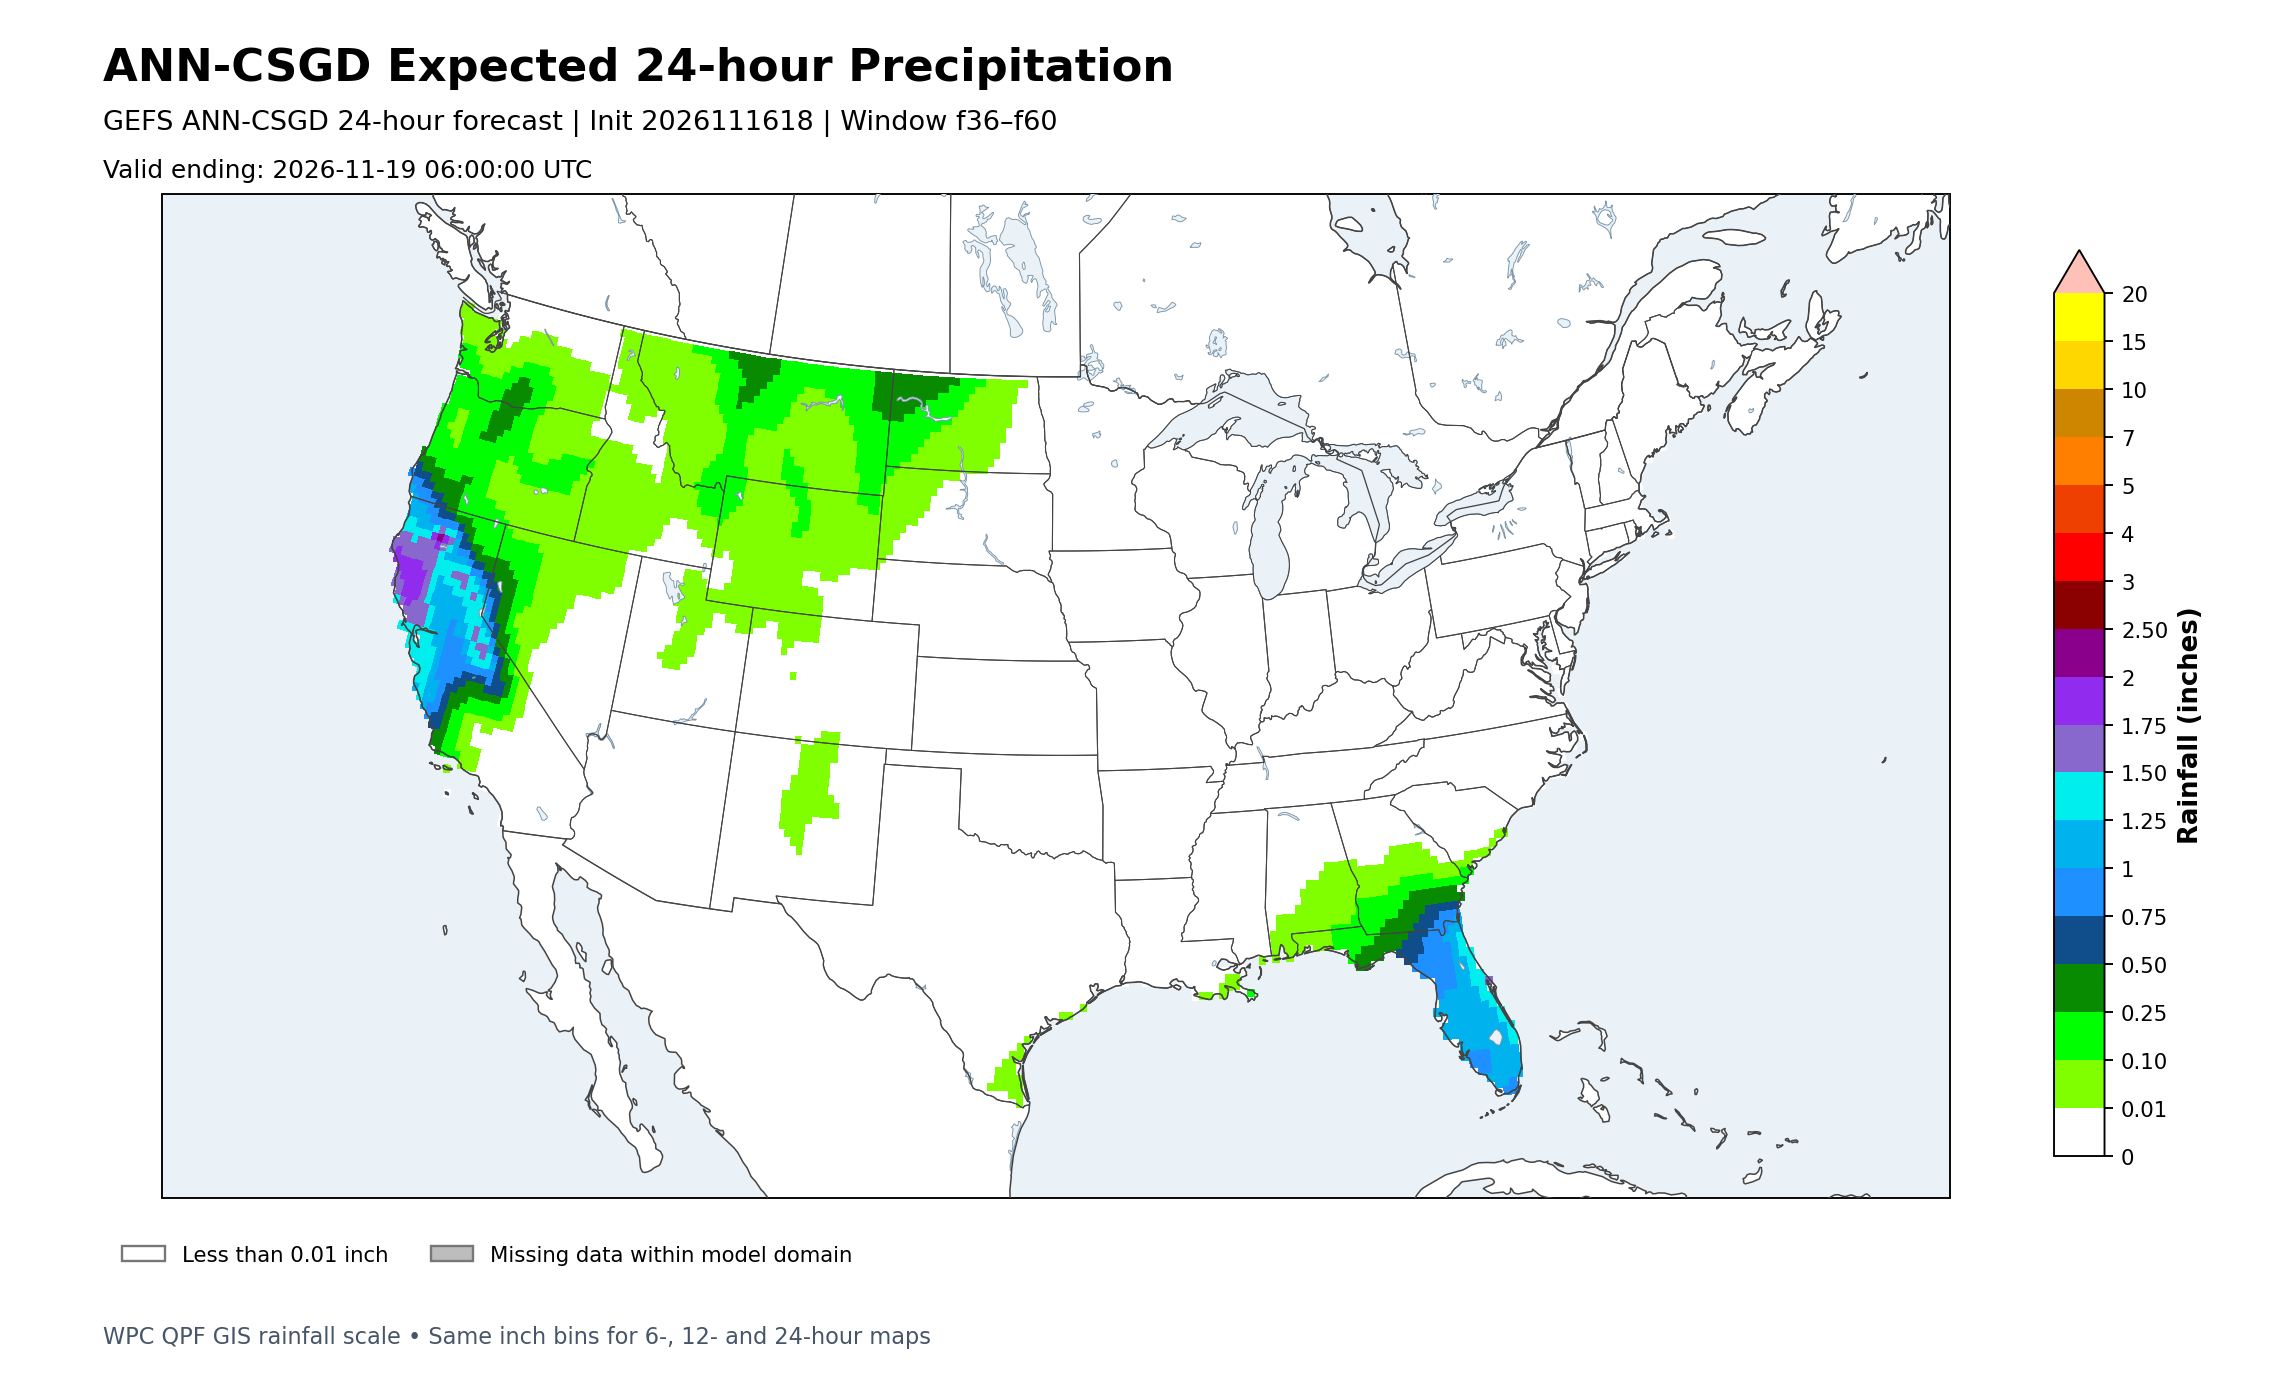 ANN-CSGD Expected 24-hour Precipitation
GEFS ANN-CSGD 24-hour forecast | Init 2026111618 | Window f36–f60
Valid ending: 2026-11-19 06:00:00 UTC
20
15
10
7
5
4
3
2.50
2
1.75
1.50
1.25
1
0.75
0.50
0.25
0.10
0.01
0
Rainfall (inches)
Less than 0.01 inch
Missing data within model domain
WPC QPF GIS rainfall scale • Same inch bins for 6-, 12- and 24-hour maps